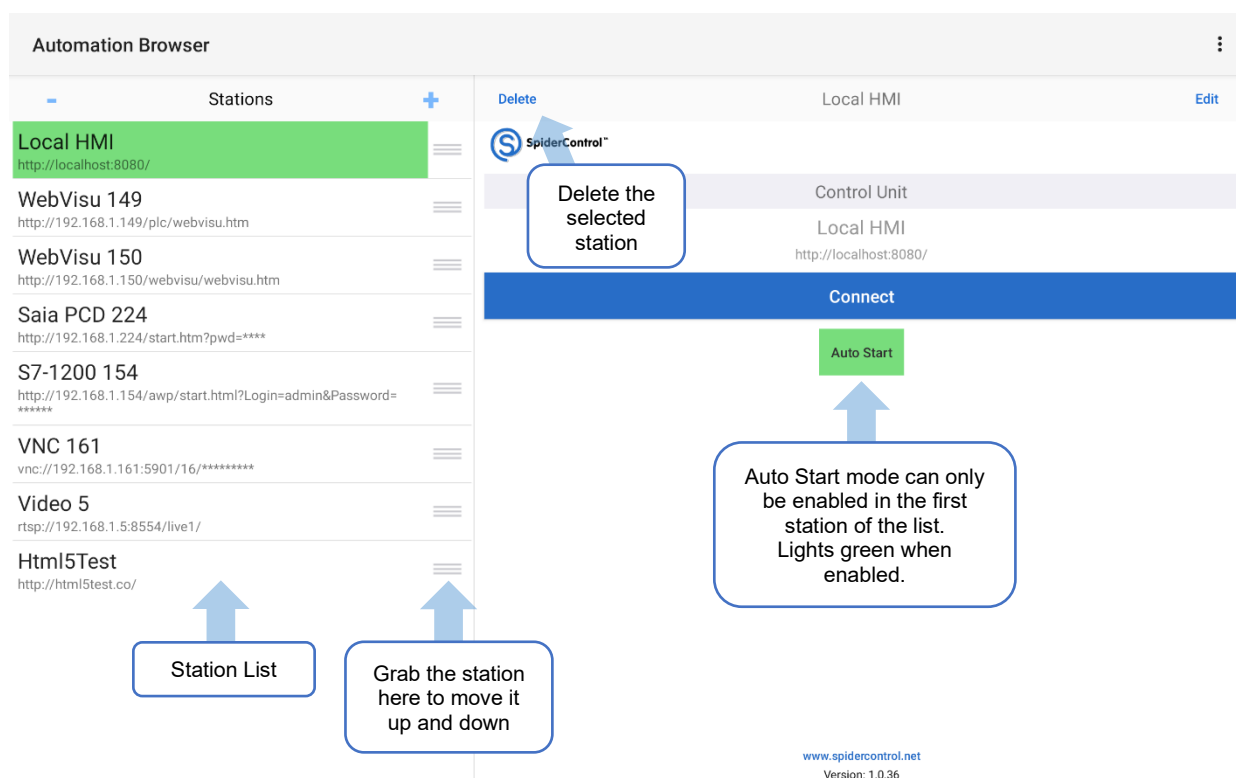 Automation Browser
- Stations +
Local HMI
http://localhost:8080/
WebVisu 149
http://192.168.1.149/plc/webvisu.htm
WebVisu 150
http://192.168.1.150/webvisu/webvisu.htm
Saia PCD 224
http://192.168.1.224/start.htm?pwd=****
S7-1200 154
http://192.168.1.154/awp/start.html?Login=admin&Password=
******
VNC 161
vnc://192.168.1.161:5901/16/*********
Video 5
rtsp://192.168.1.5:8554/live1/
Html5Test
http://html5test.co/
Station List
Grab the station
here to move it
up and down
Delete Local HMI Edit
SpiderControl™
Delete the
selected
station
Control Unit
Local HMI
http://localhost:8080/
Connect
Auto Start
Auto Start mode can only
be enabled in the first
station of the list.
Lights green when
enabled.
www.spidercontrol.net
Version: 1.0.36